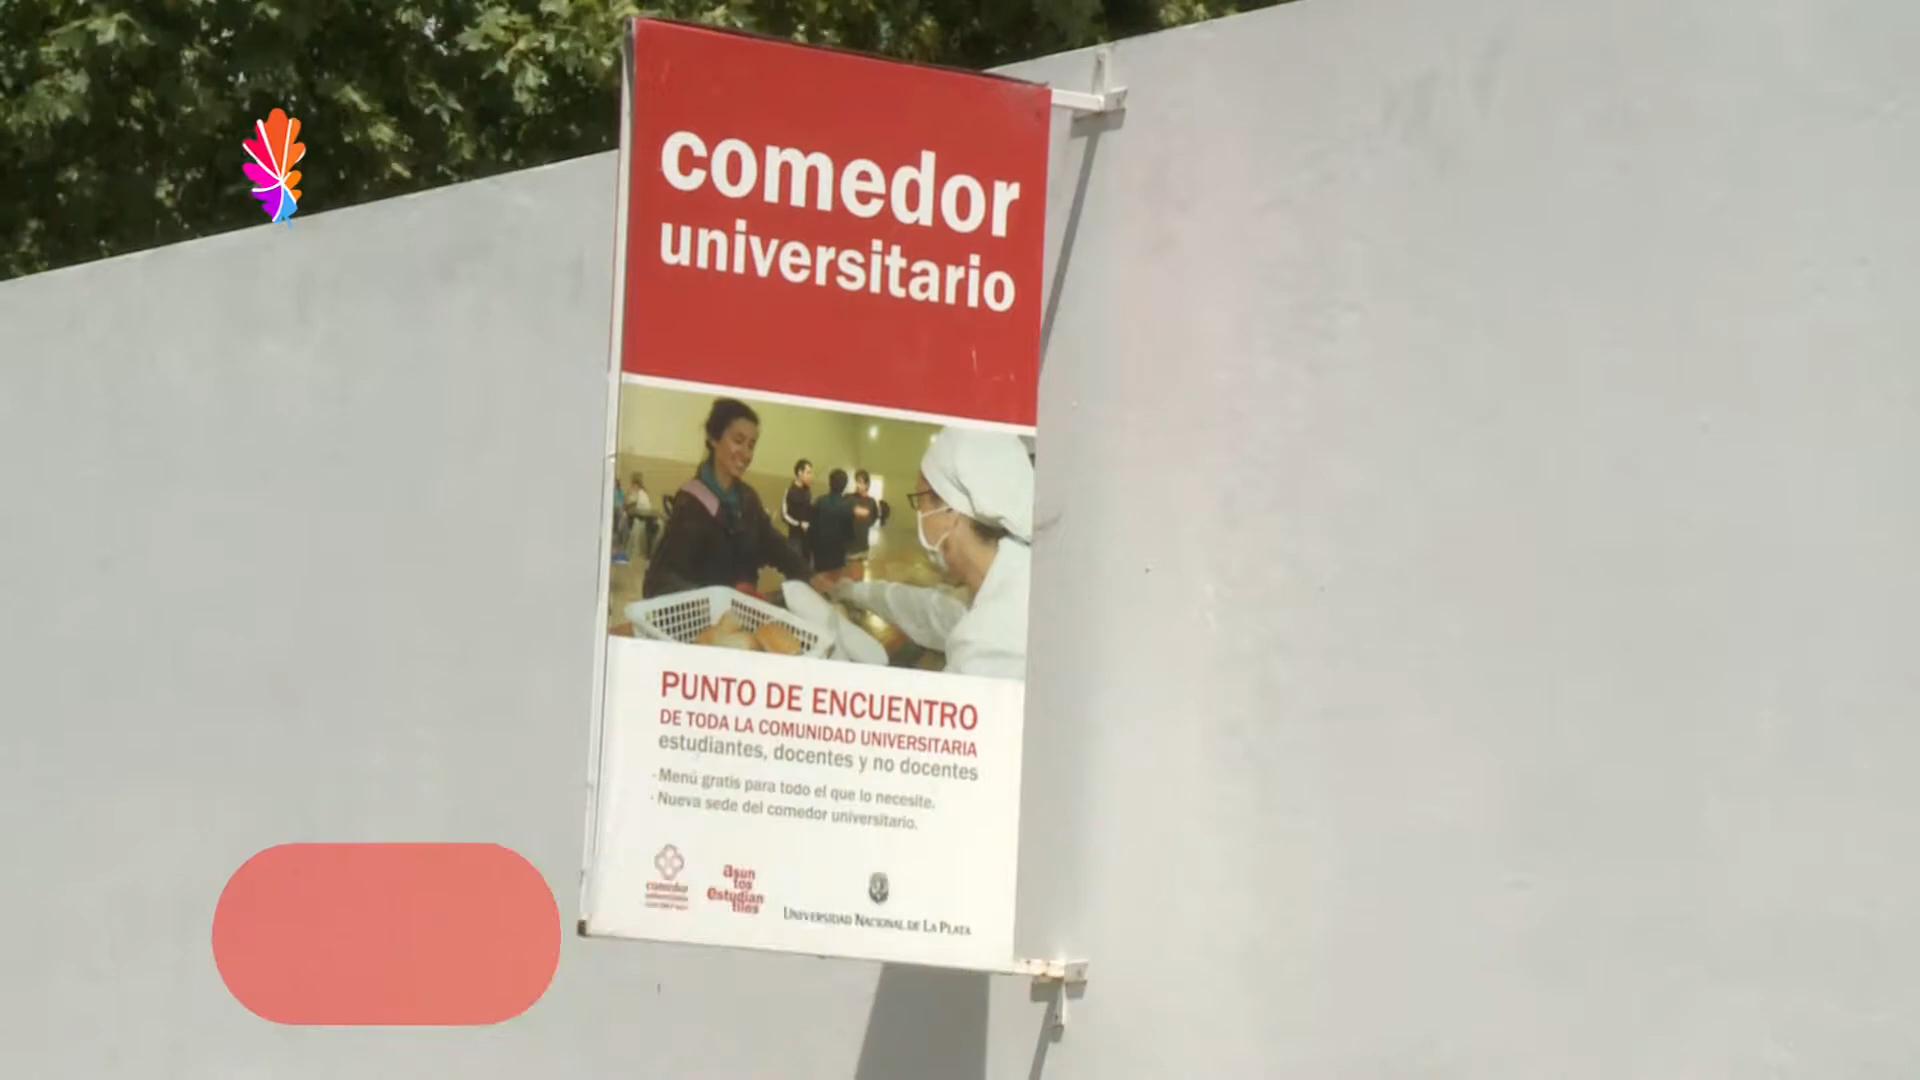 comedor
universitario
PUNTO DE ENCUENTRO
DE TODA LA COMUNIDAD UNIVERSITARIA
estudiantes, docentes y no docentes
- Menú gratis para todo el que lo necesite.
- Nueva sede del comedor universitario.
comedor
universitario
asun
tos
estudian
tiles
UNIVERSIDAD NACIONAL DE LA PLATA